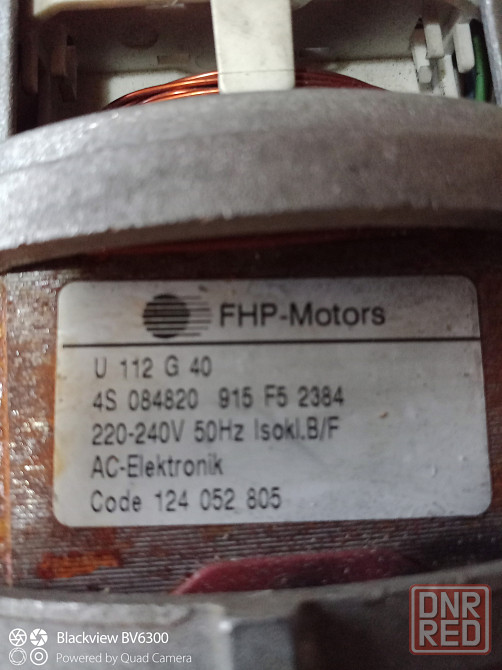 FHP-Motors
U 112 G 40
4S 084820 915 F5 2384
220-240V 50Hz Isokl.B/F
AC-Elektronik
Code 124 052 805
Blackview BV6300
Powered by Quad Camera
DNR
RED